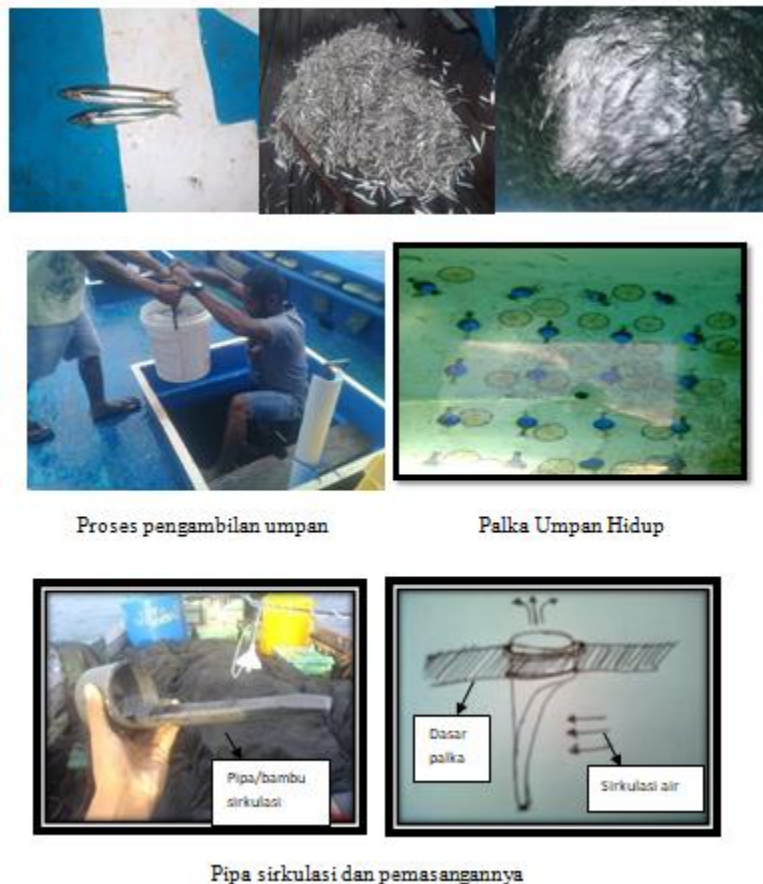 Proses pengambilan umpan
Palka Umpan Hidup
Pipa/bambu
sirkulasi
Dasar
palka
Sirkulasi air
Pipa sirkulasi dan pemasangannya